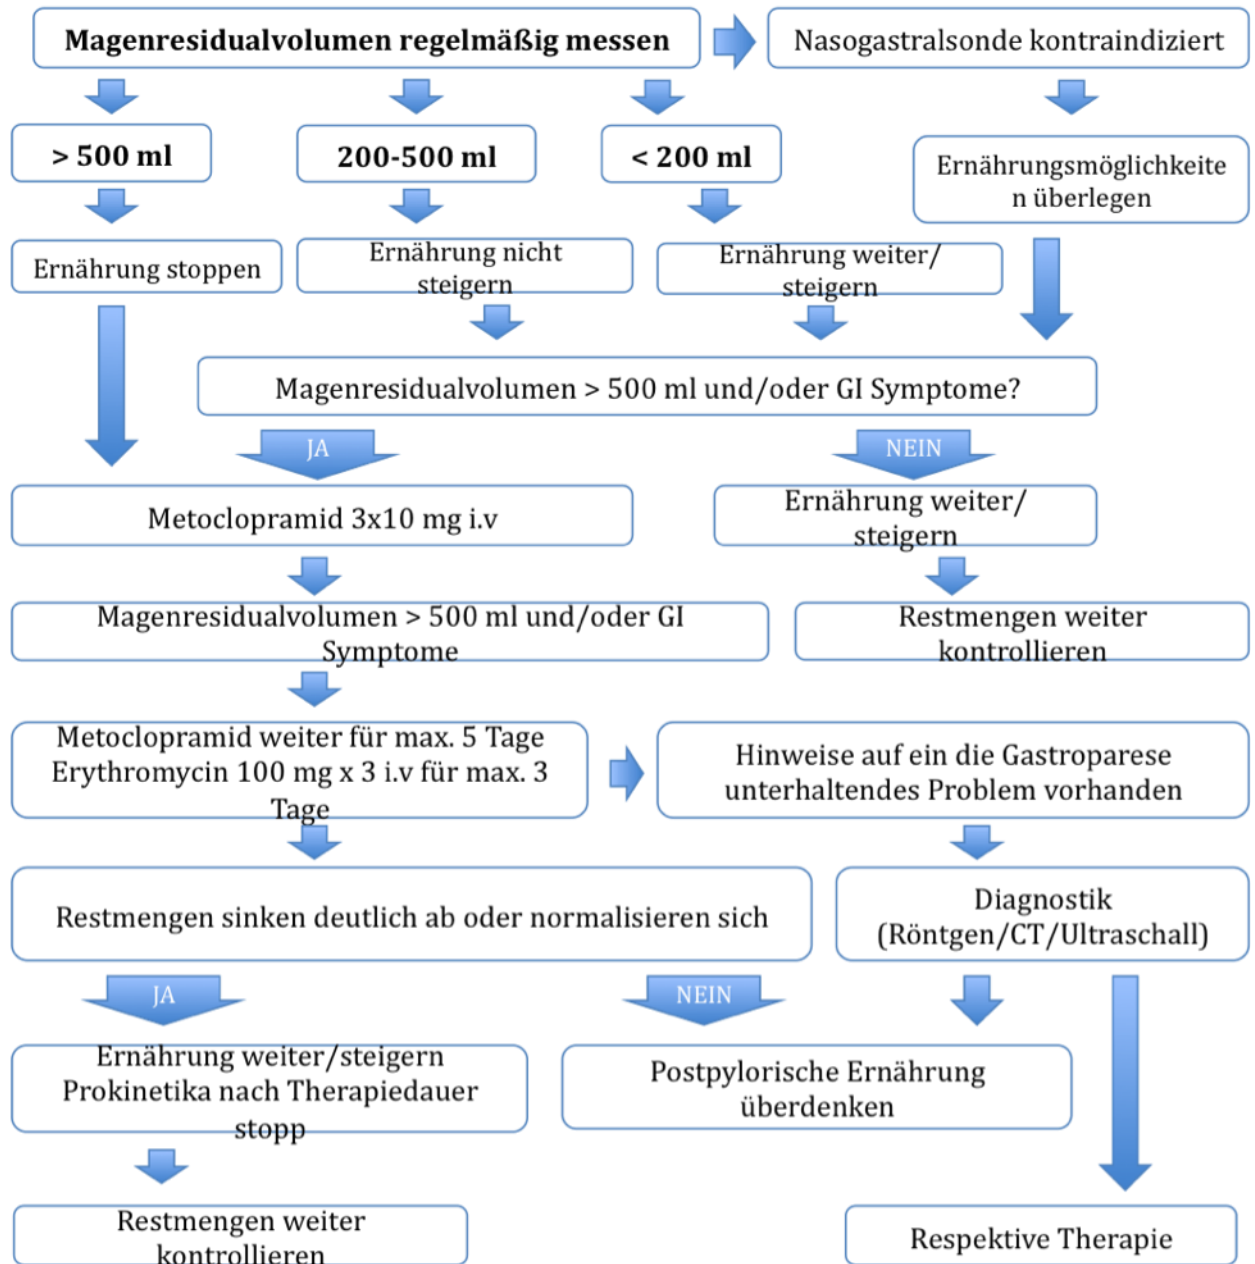 Magenresidualvolumen regelmäßig messen
Nasogastralsonde kontraindiziert
> 500 ml
200-500 ml
< 200 ml
Ernährungsmöglichkeite
n überlegen
Ernährung stoppen
Ernährung nicht
steigern
Ernährung weiter/
steigern
Magenresidualvolumen > 500 ml und/oder GI Symptome?
JA
NEIN
Metoclopramid 3x10 mg i.v
Ernährung weiter/
steigern
Magenresidualvolumen > 500 ml und/oder GI
Symptome
Restmengen weiter
kontrollieren
Metoclopramid weiter für max. 5 Tage
Erythromycin 100 mg x 3 i.v für max. 3
Tage
Hinweise auf ein die Gastroparese
unterhaltendes Problem vorhanden
Restmengen sinken deutlich ab oder normalisieren sich
Diagnostik
(Röntgen/CT/Ultraschall)
JA
NEIN
Ernährung weiter/steigern
Prokinetika nach Therapiedauer
stopp
Postpylorische Ernährung
überdenken
Restmengen weiter
kontrollieren
Respektive Therapie